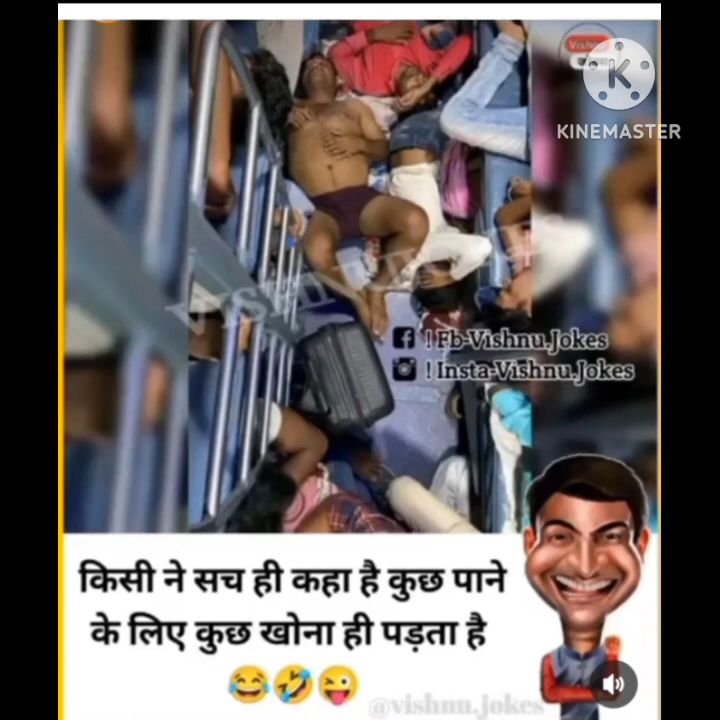 KINEMASTER
! Fb-Vishnu.Jokes
! Insta-Vishnu.Jokes
किसी ने सच ही कहा है कुछ पाने
के लिए कुछ खोना ही पड़ता है
😂🤣😜
@vishnu.jokes